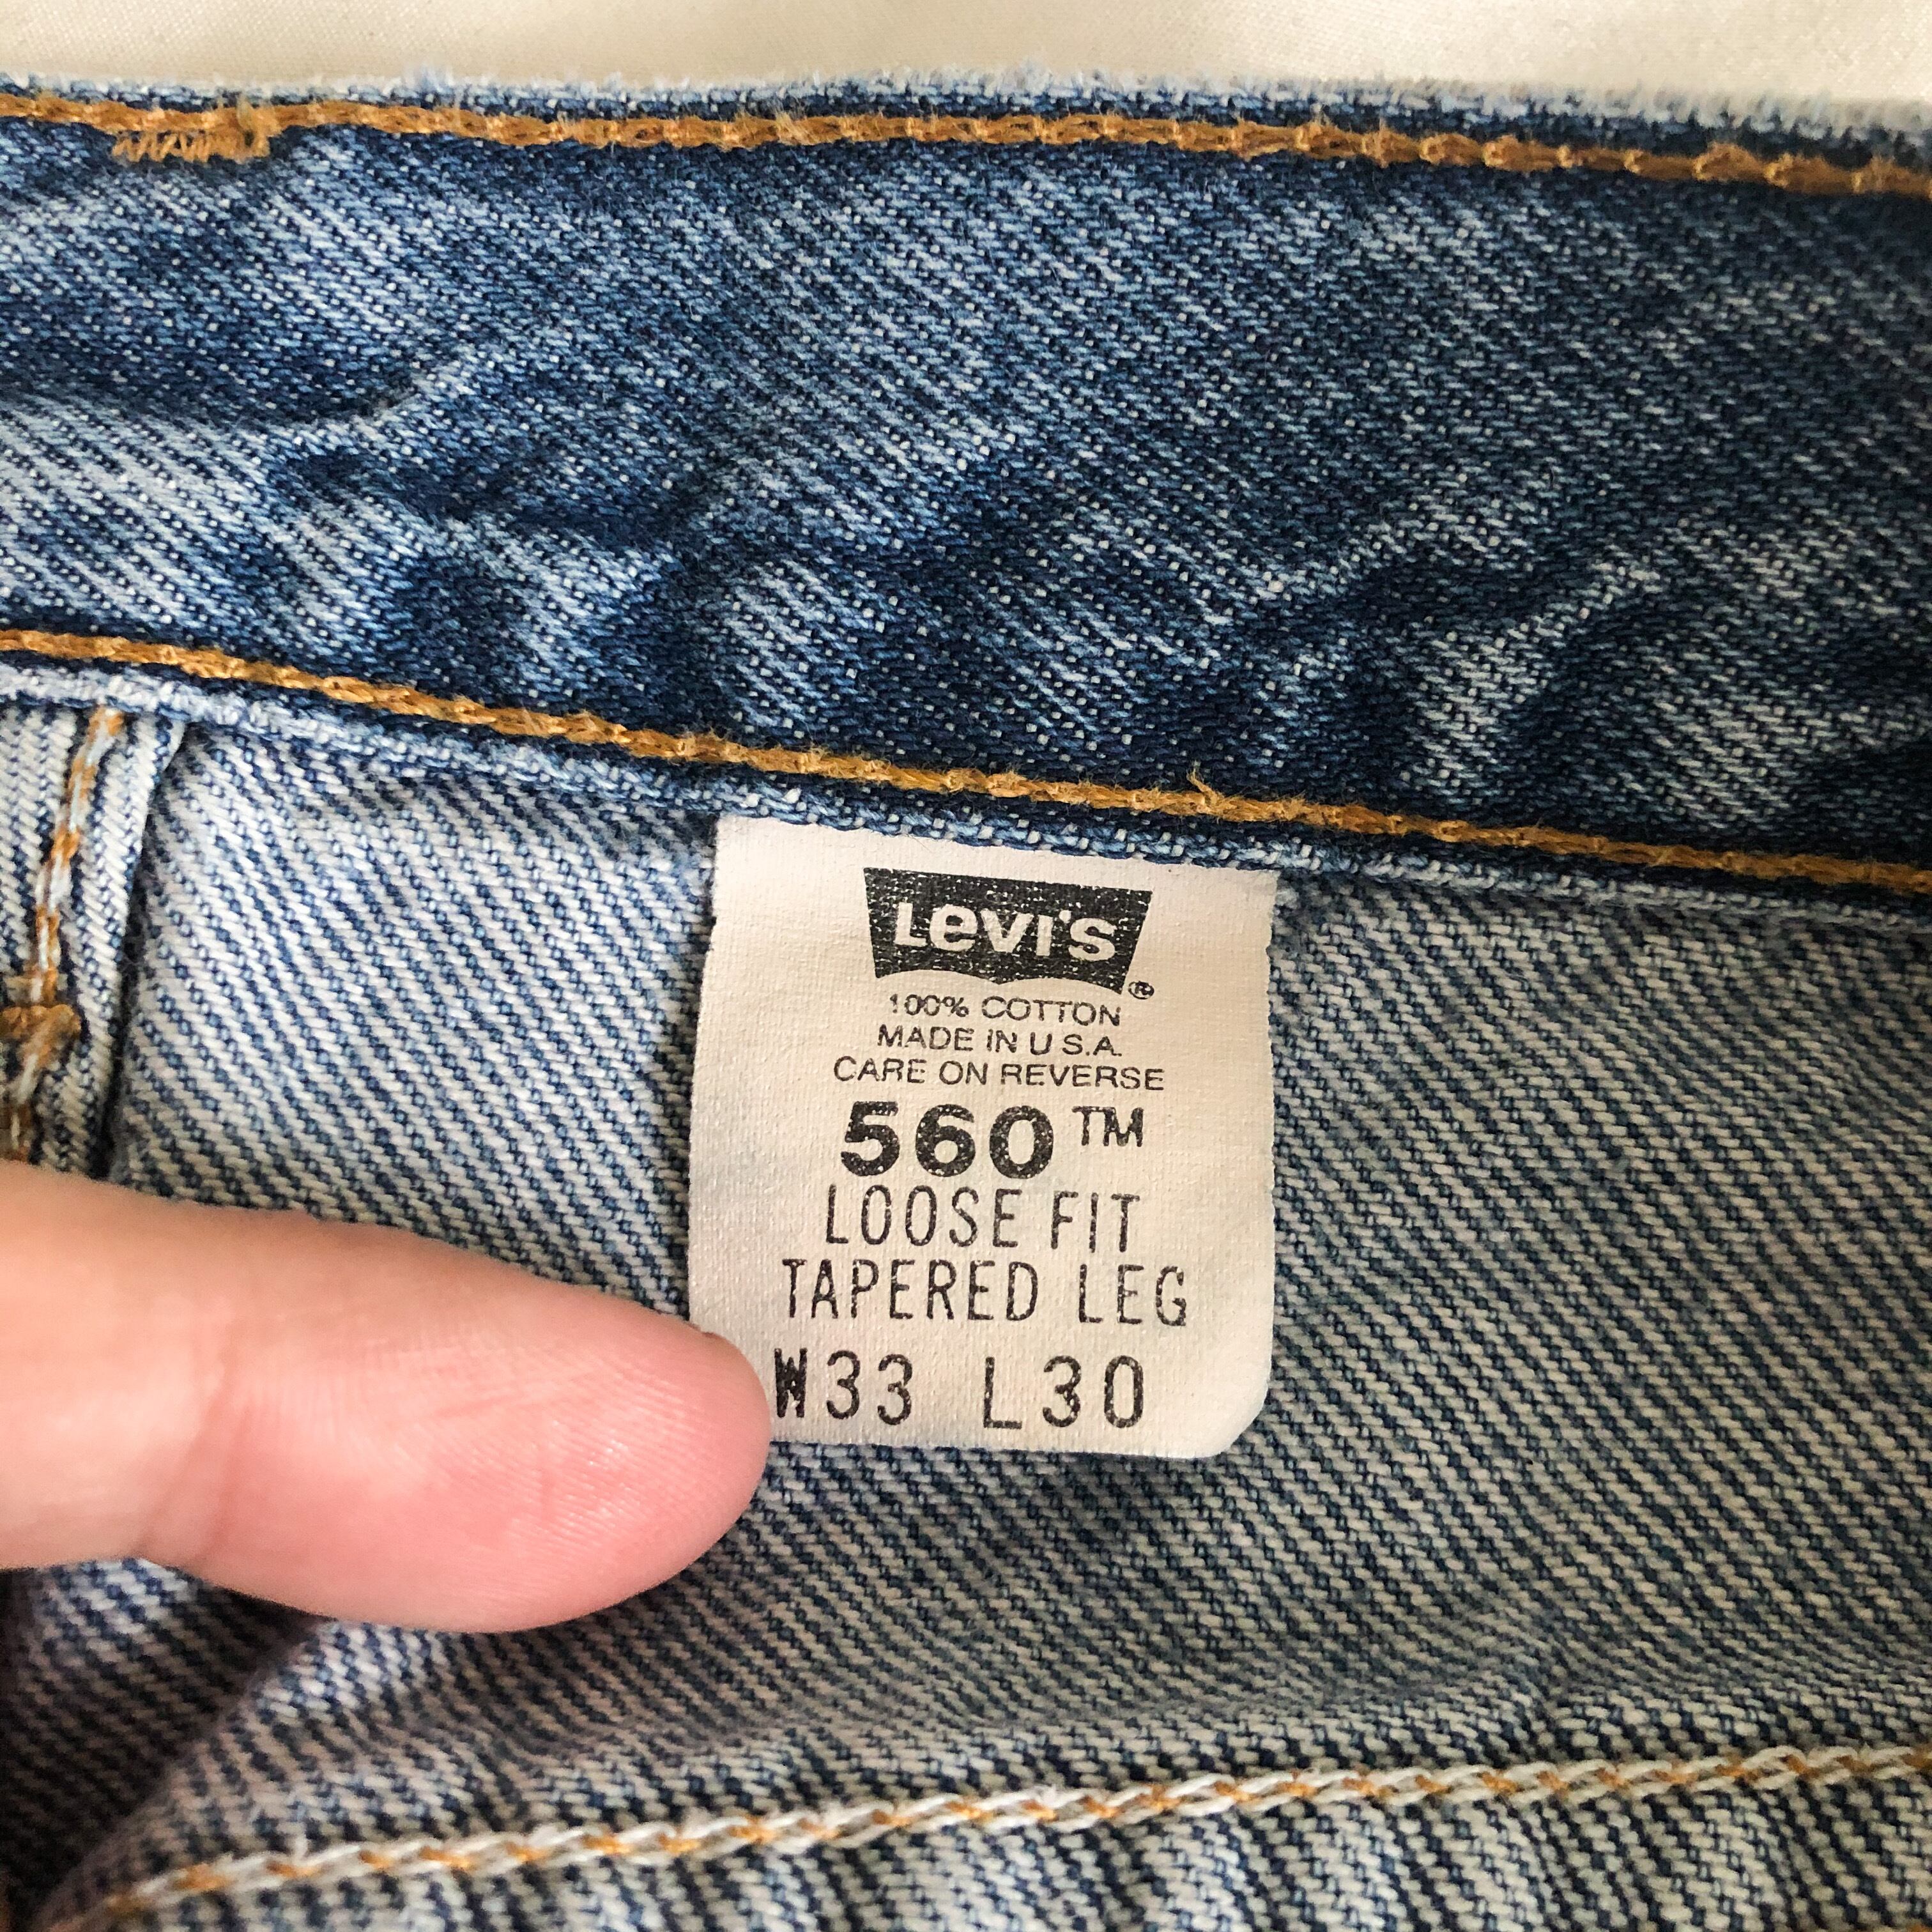 Levi's®
100% COTTON
MADE IN U.S.A.
CARE ON REVERSE
560™
LOOSE FIT
TAPERED LEG
W33 L30